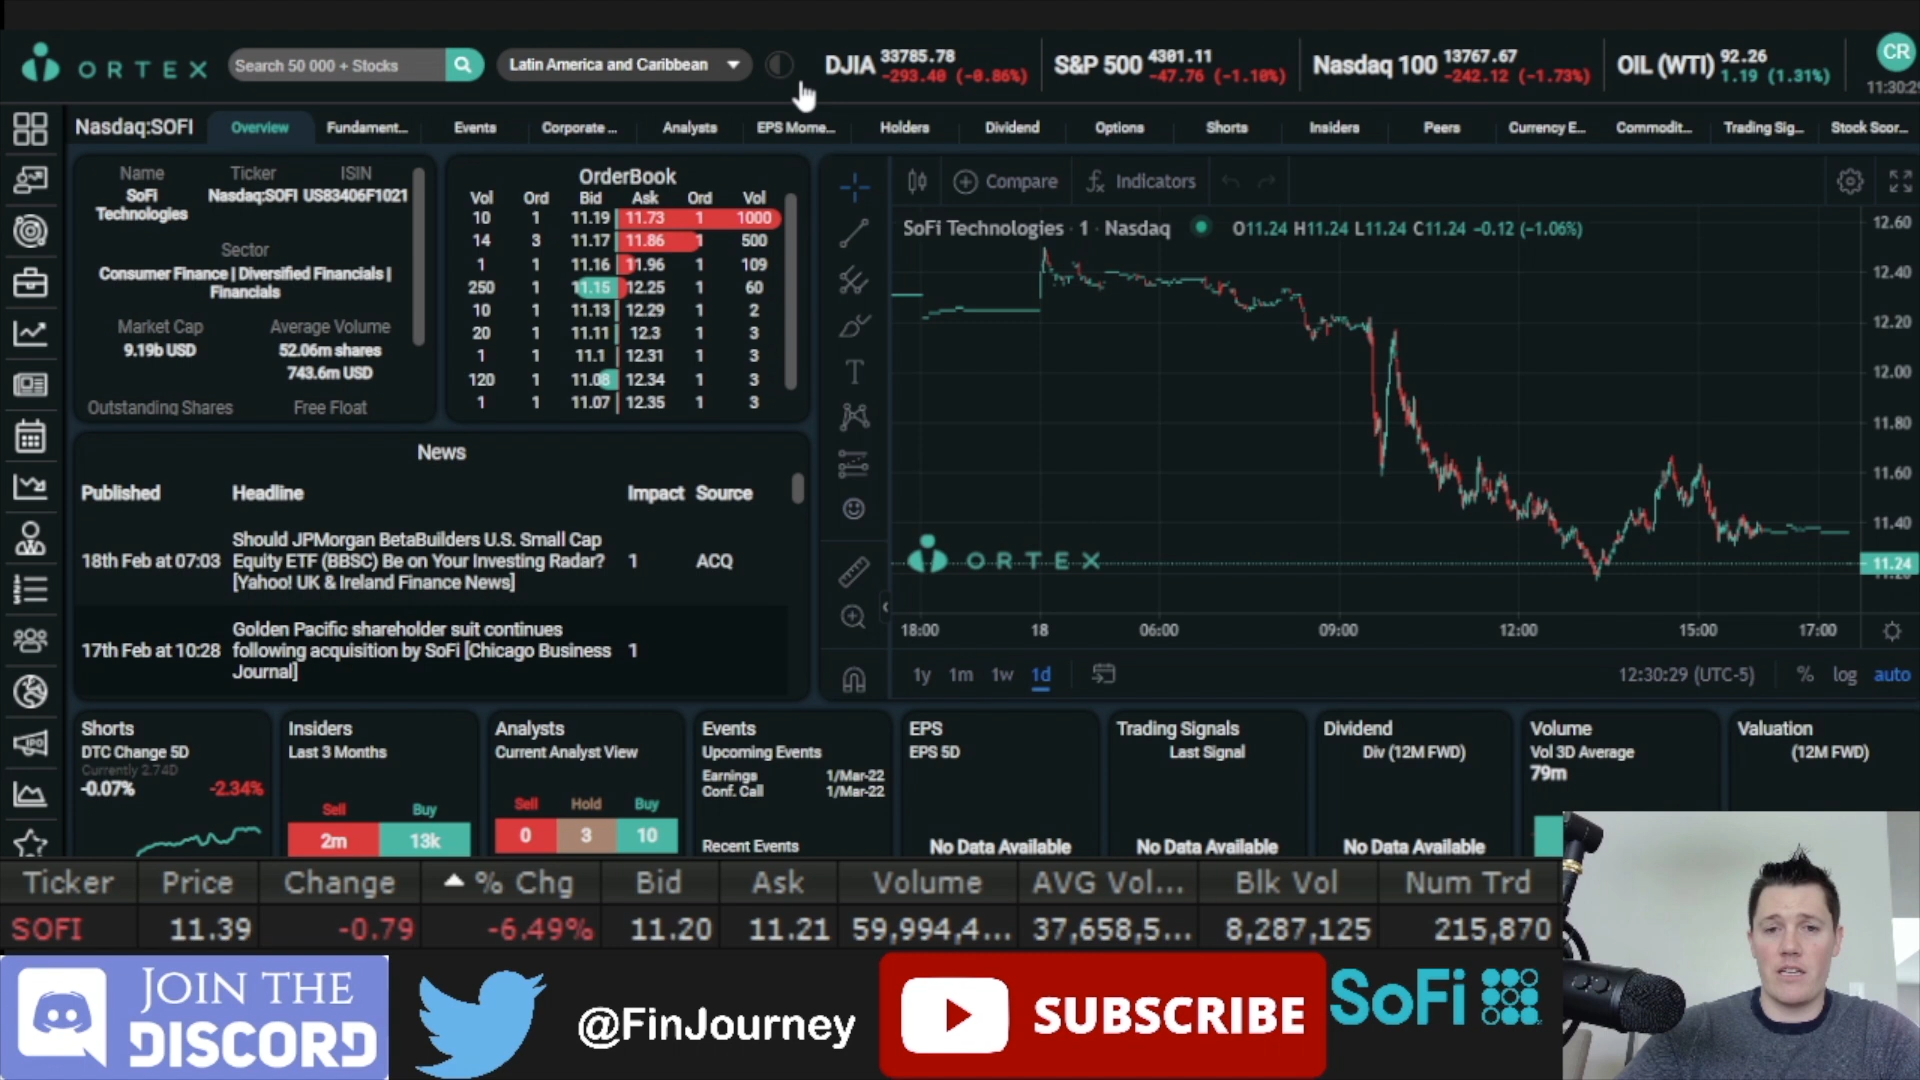 ORTEX
Search 50 000 + Stocks
Latin America and Caribbean
DJIA 33785.78
-293.40 (-0.86%)
S&P 500 4301.11
-47.76 (-1.10%)
Nasdaq 100 13767.67
-242.12 (-1.73%)
OIL (WTI) 92.26
1.19 (1.31%)
CR
11:30:29
Nasdaq:SOFI Overview Fundament... Events Corporate ... Analysts EPS Mome... Holders Dividend Options Shorts Insiders Peers Currency E... Commodit... Trading Sig... Stock Scor...
Name Ticker ISIN
SoFi Technologies Nasdaq:SOFI US83406F1021
Sector
Consumer Finance | Diversified Financials |
Financials
Market Cap Average Volume
9.19b USD 52.06m shares
743.6m USD
Outstanding Shares Free Float
OrderBook
Vol Ord Bid Ask Ord Vol
10 1 11.19 11.73 1 1000
14 3 11.17 11.86 1 500
1 1 11.16 11.96 1 109
250 1 11.15 12.25 1 60
10 1 11.13 12.29 1 2
20 1 11.11 12.3 1 3
1 1 11.1 12.31 1 3
120 1 11.08 12.34 1 3
1 1 11.07 12.35 1 3
Compare Indicators
SoFi Technologies · 1 · Nasdaq O11.24 H11.24 L11.24 C11.24 -0.12 (-1.06%)
12.60
12.40
12.20
12.00
11.80
11.60
11.40
11.24
ORTEX
18:00 18 06:00 09:00 12:00 15:00 17:00
1y 1m 1w 1d 12:30:29 (UTC-5) % log auto
News
Published Headline Impact Source
18th Feb at 07:03 Should JPMorgan BetaBuilders U.S. Small Cap
Equity ETF (BBSC) Be on Your Investing Radar?
[Yahoo! UK & Ireland Finance News] 1 ACQ
17th Feb at 10:28 Golden Pacific shareholder suit continues
following acquisition by SoFi [Chicago Business
Journal] 1
Shorts
DTC Change 5D
Currently 2.74D
-0.07% -2.34%
Insiders
Last 3 Months
Sell Buy
2m 13k
Analysts
Current Analyst View
Sell Hold Buy
0 3 10
Events
Upcoming Events
Earnings 1/Mar-22
Conf. Call 1/Mar-22
Recent Events
EPS
EPS 5D
No Data Available
Trading Signals
Last Signal
No Data Available
Dividend
Div (12M FWD)
No Data Available
Volume
Vol 3D Average
79m
Valuation
(12M FWD)
Ticker Price Change % Chg Bid Ask Volume AVG Vol... Blk Vol Num Trd
SOFI 11.39 -0.79 -6.49% 11.20 11.21 59,994,4... 37,658,5... 8,287,125 215,870
JOIN THE
DISCORD
@FinJourney
SUBSCRIBE
SoFi